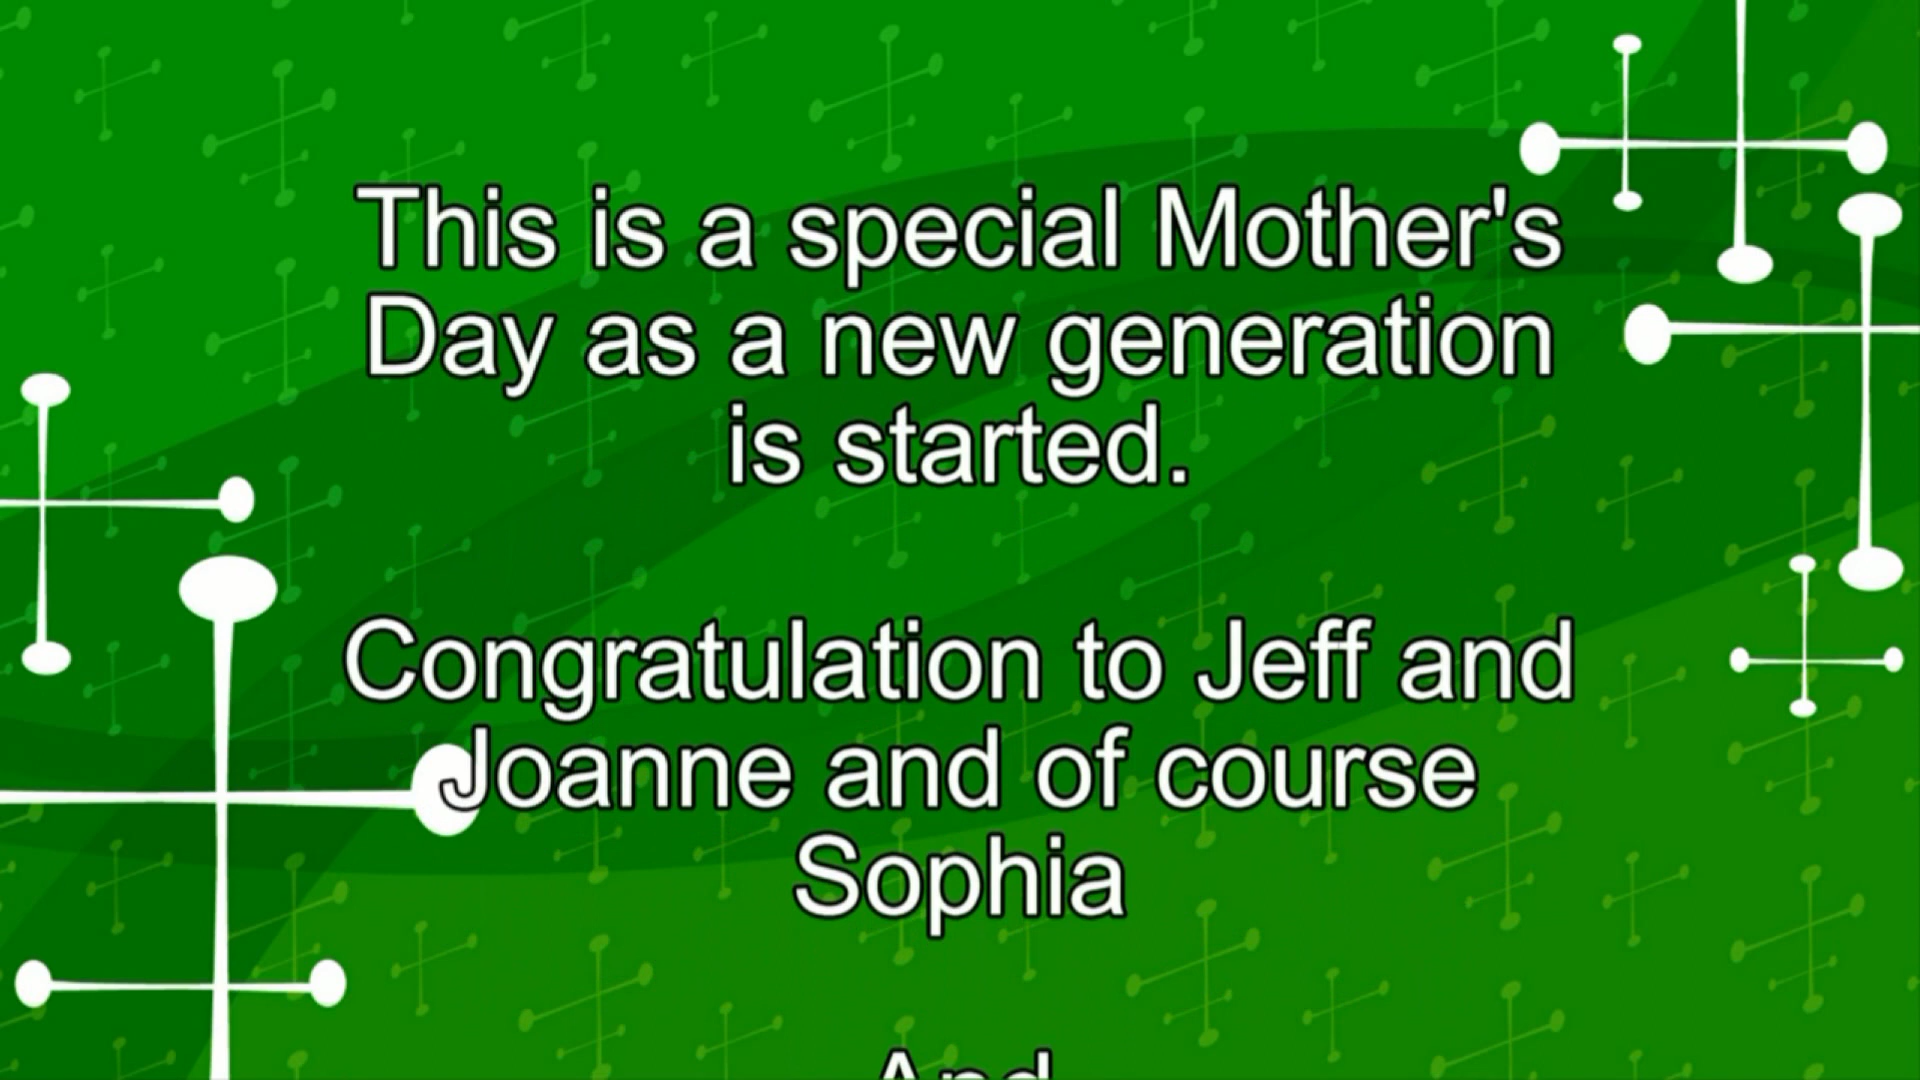 This is a special Mother's
Day as a new generation
is started.
Congratulation to Jeff and
Joanne and of course
Sophia
And